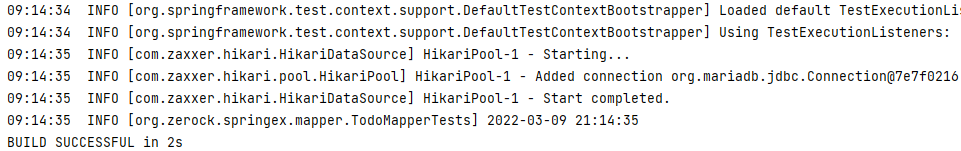 09:14:34  INFO [org.springframework.test.context.support.DefaultTestContextBootstrapper] Loaded default TestExecutionLis
09:14:34  INFO [org.springframework.test.context.support.DefaultTestContextBootstrapper] Using TestExecutionListeners:
09:14:35  INFO [com.zaxxer.hikari.HikariDataSource] HikariPool-1 - Starting...
09:14:35  INFO [com.zaxxer.hikari.pool.HikariPool] HikariPool-1 - Added connection org.mariadb.jdbc.Connection@7e7f0216
09:14:35  INFO [com.zaxxer.hikari.HikariDataSource] HikariPool-1 - Start completed.
09:14:35  INFO [org.zerock.springex.mapper.TodoMapperTests] 2022-03-09 21:14:35
BUILD SUCCESSFUL in 2s